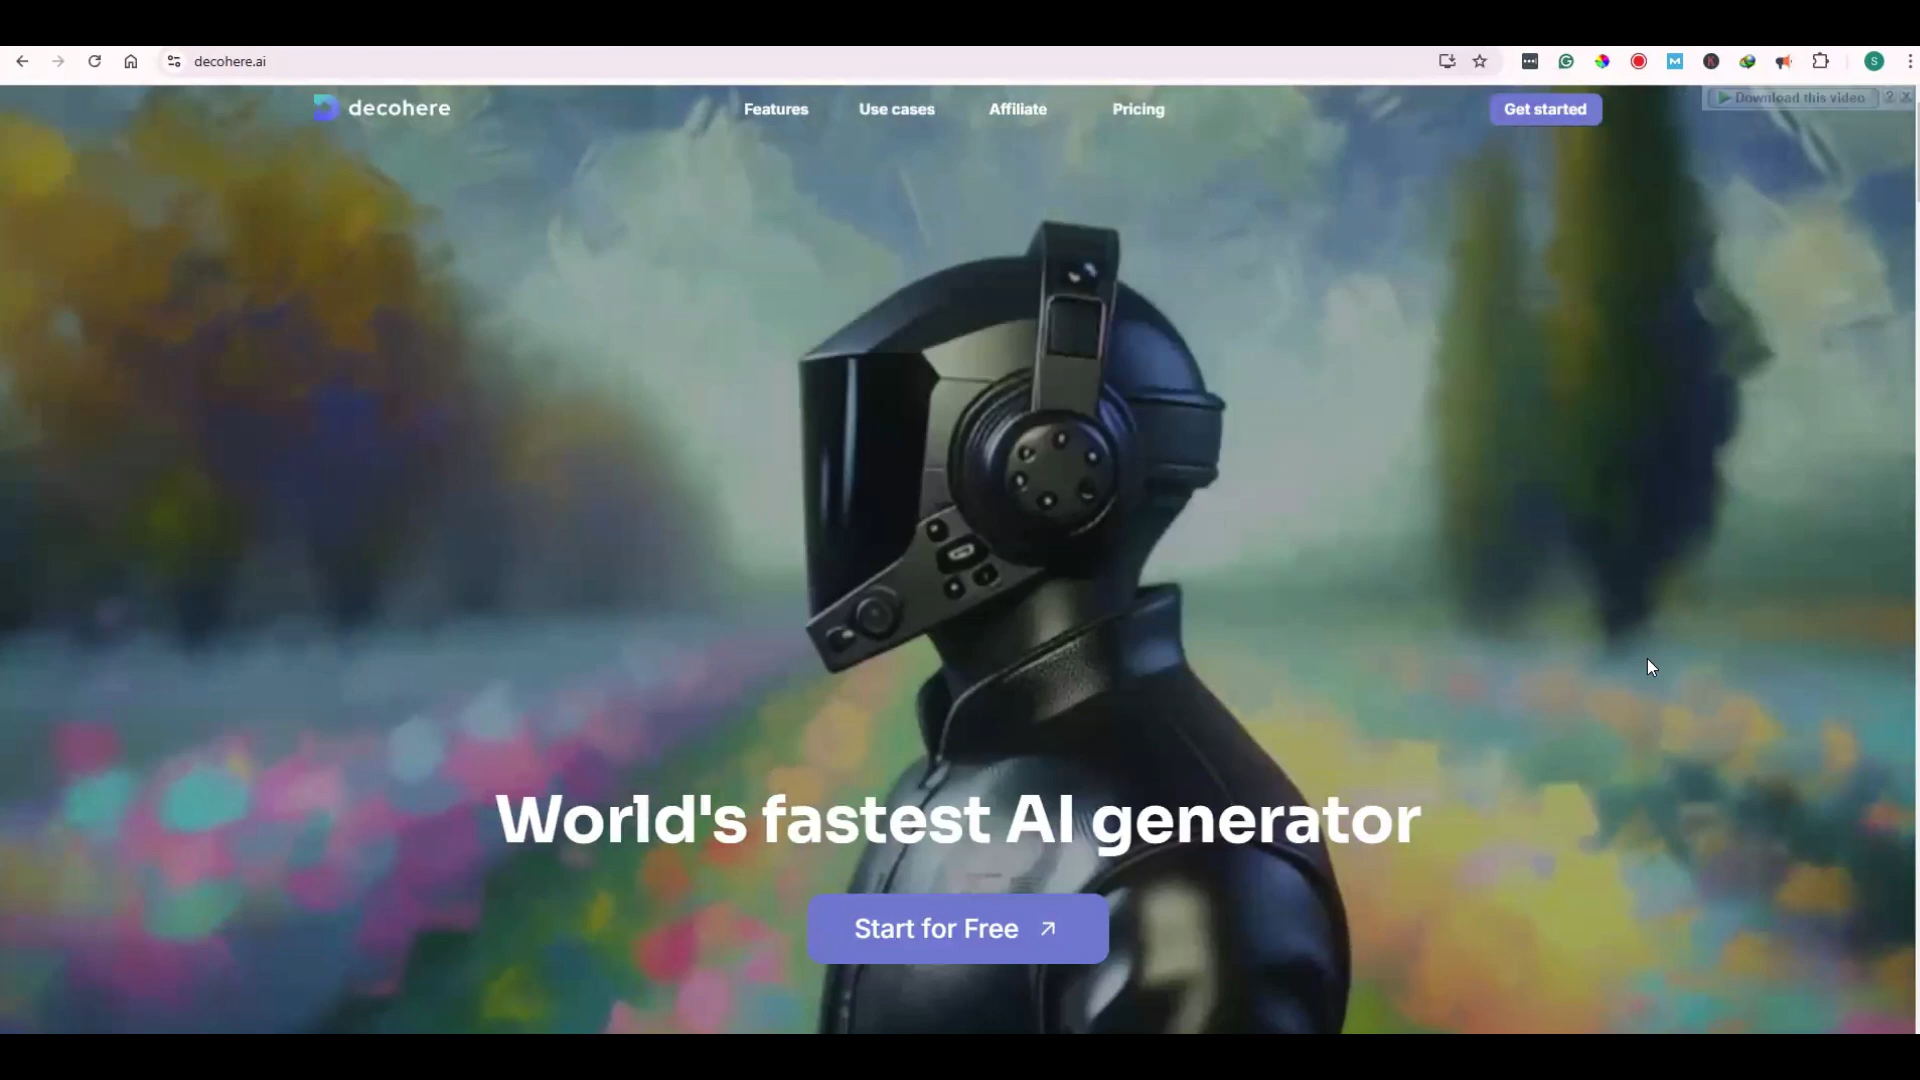 decohere.ai
decohere
Features
Use cases
Affiliate
Pricing
Get started
Download this video
?
X
S
World's fastest AI generator
Start for Free